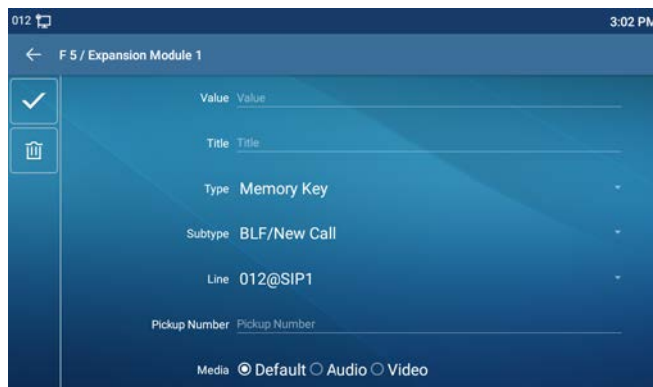 012 3:02 PM
F 5 / Expansion Module 1
Value Value
Title Title
Type Memory Key
Subtype BLF/New Call
Line 012@SIP1
Pickup Number Pickup Number
Media Default Audio Video